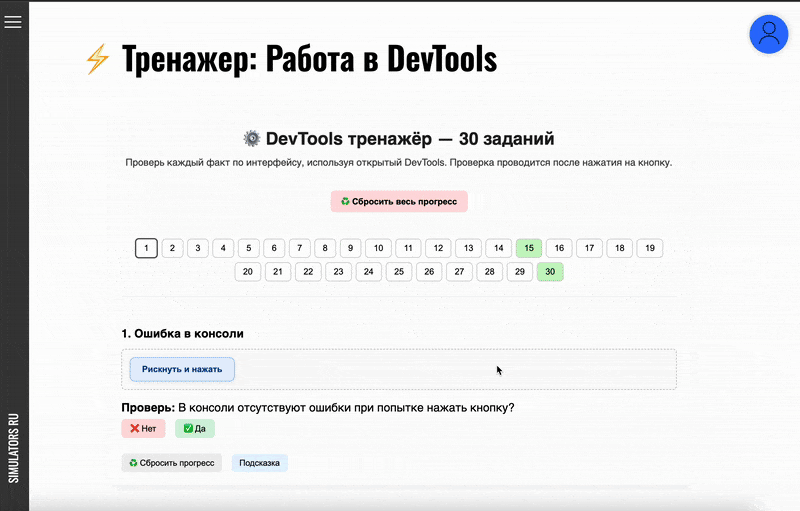 ⚡ Тренажер: Работа в DevTools
⚙️ DevTools тренажёр — 30 заданий
Проверь каждый факт по интерфейсу, используя открытый DevTools. Проверка проводится после нажатия на кнопку.
♻️ Сбросить весь прогресс
1 2 3 4 5 6 7 8 9 10 11 12 13 14 15 16 17 18 19
20 21 22 23 24 25 26 27 28 29 30
1. Ошибка в консоли
Рискнуть и нажать
Проверь: В консоли отсутствуют ошибки при попытке нажать кнопку?
❌ Нет ✅ Да
♻️ Сбросить прогресс Подсказка
SIMULATORS RU